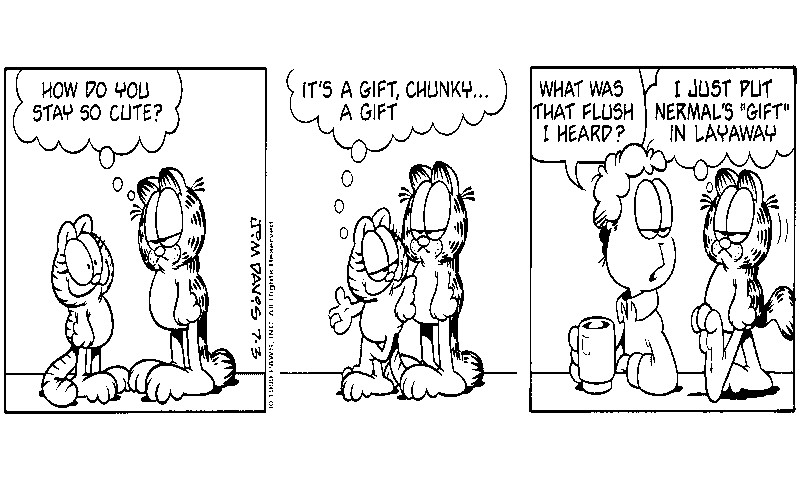 HOW DO YOU
STAY SO CUTE?
JIM DAVIS 7-3
IT'S A GIFT, CHUNKY...
A GIFT
WHAT WAS
THAT FLUSH
I HEARD?
I JUST PUT
NERMAL'S "GIFT"
IN LAYAWAY